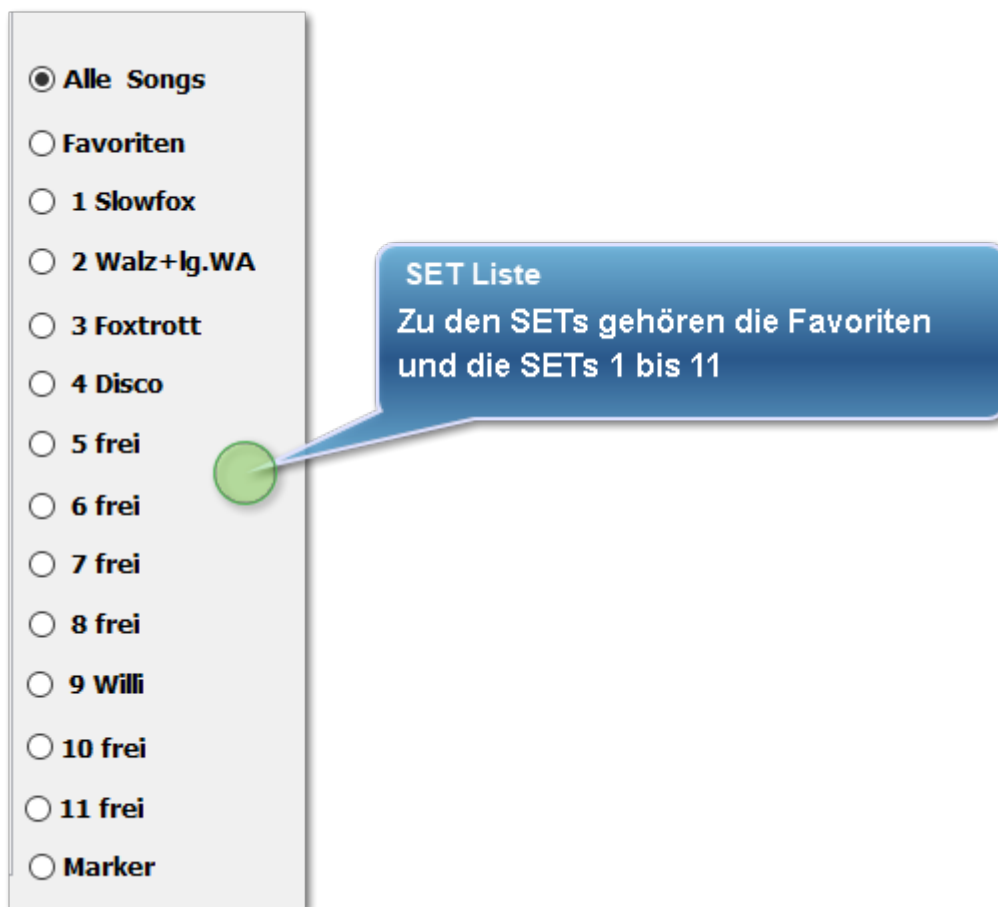 Alle  Songs
Favoriten
1 Slowfox
2 Walz+lg.WA
3 Foxtrott
4 Disco
5 frei
6 frei
7 frei
8 frei
9 Willi
10 frei
11 frei
Marker
SET Liste
Zu den SETs gehören die Favoriten
und die SETs 1 bis 11